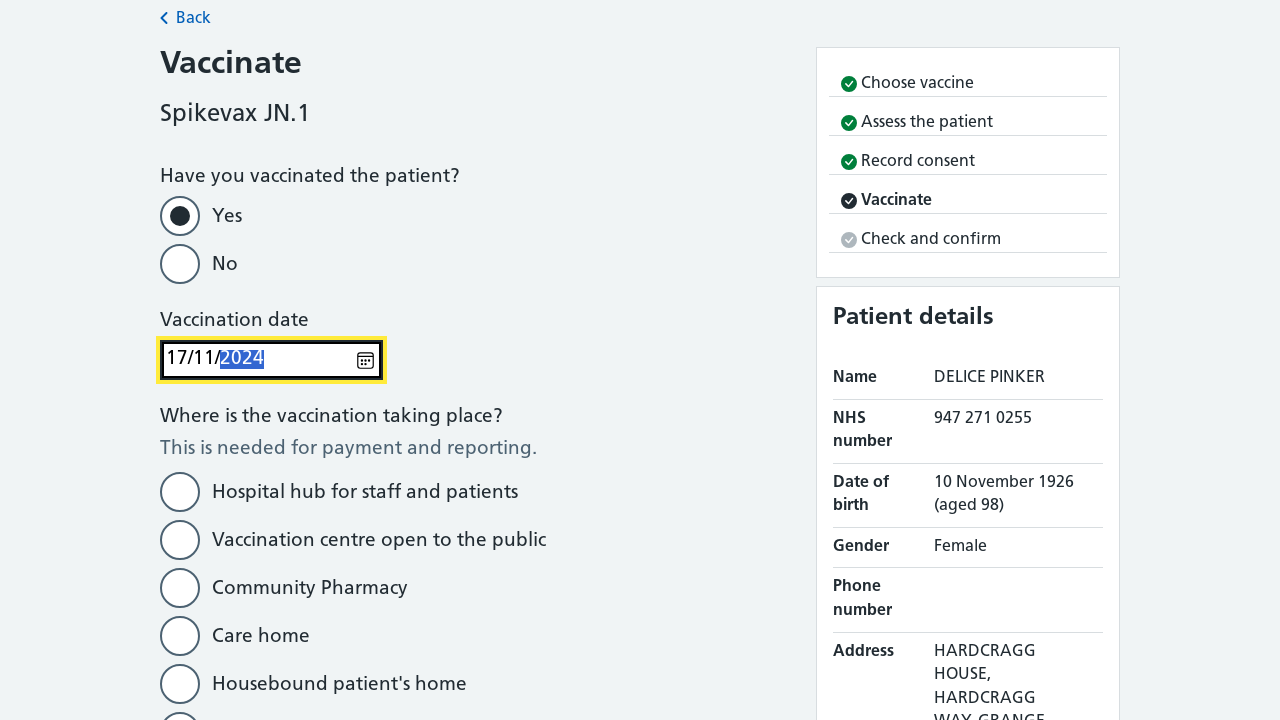 Back
Vaccinate
Spikevax JN.1
Have you vaccinated the patient?
Yes
No
Vaccination date
17/11/2024
Where is the vaccination taking place?
This is needed for payment and reporting.
Hospital hub for staff and patients
Vaccination centre open to the public
Community Pharmacy
Care home
Housebound patient's home
Choose vaccine
Assess the patient
Record consent
Vaccinate
Check and confirm
Patient details
Name DELICE PINKER
NHS number 947 271 0255
Date of birth 10 November 1926 (aged 98)
Gender Female
Phone number
Address HARDCRAGG
HOUSE,
HARDCRAGG
WAY, GRANGE